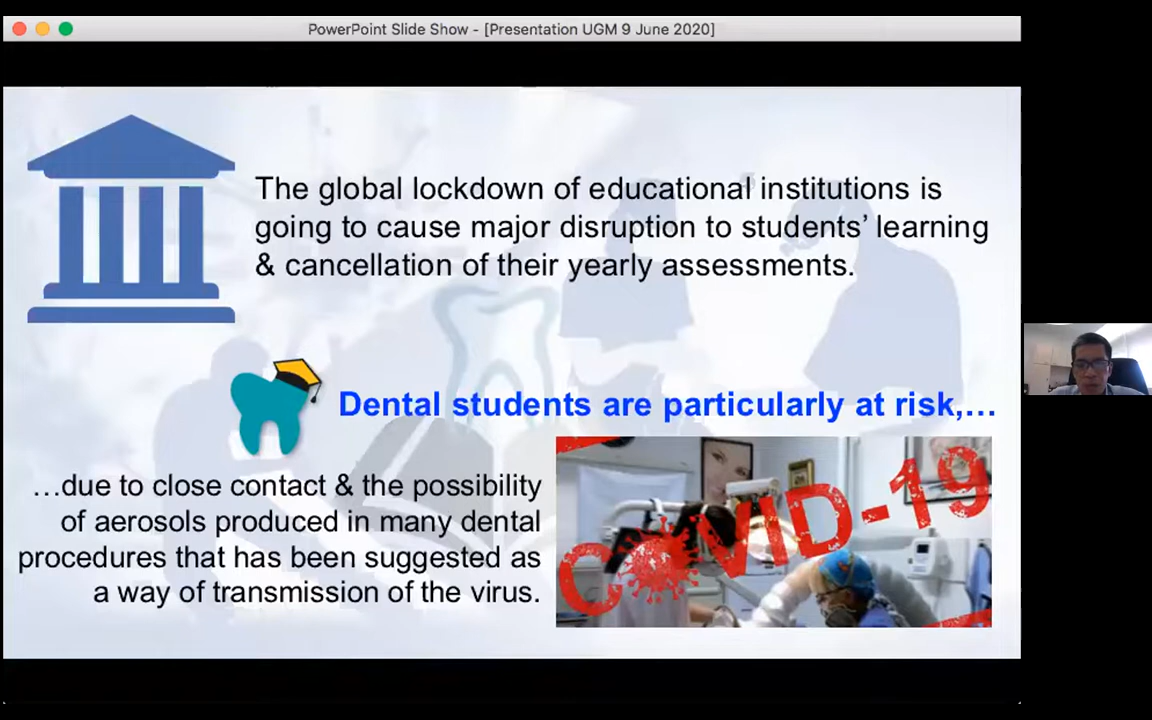 PowerPoint Slide Show - [Presentation UGM 9 June 2020]
The global lockdown of educational institutions is
going to cause major disruption to students’ learning
& cancellation of their yearly assessments.
Dental students are particularly at risk,…
…due to close contact & the possibility
of aerosols produced in many dental
procedures that has been suggested as
a way of transmission of the virus.
COVID-19